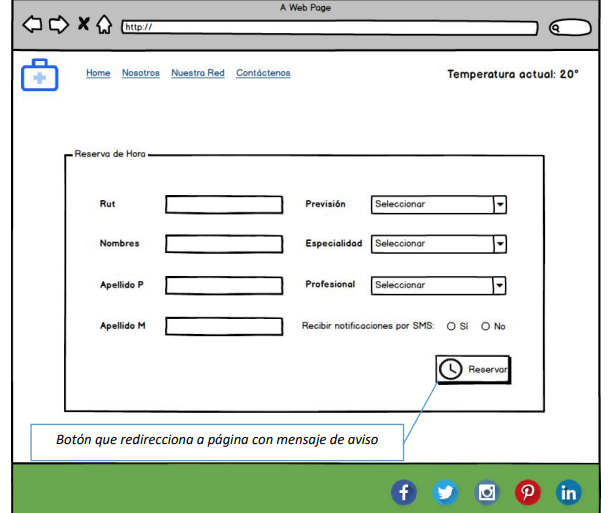 A Web Page
http://
Home Nosotros Nuestra Red Contáctenos
Temperatura actual: 20°
Reserva de Hora
Rut
Previsión Seleccionar
Nombres
Especialidad Seleccionar
Apellido P
Profesional Seleccionar
Apellido M
Recibir notificaciones por SMS: Sí No
Reservar
Botón que redirecciona a página con mensaje de aviso